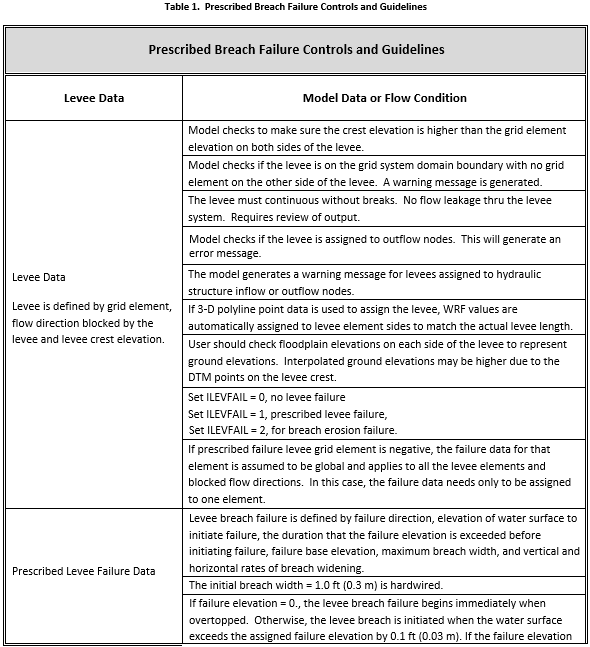 Table 1.  Prescribed Breach Failure Controls and Guidelines
Prescribed Breach Failure Controls and Guidelines
Levee Data
Model Data or Flow Condition
Levee Data
Levee is defined by grid element,
flow direction blocked by the
levee and levee crest elevation.
Model checks to make sure the crest elevation is higher than the grid element
elevation on both sides of the levee.
Model checks if the levee is on the grid system domain boundary with no grid
element on the other side of the levee.  A warning message is generated.
The levee must continuous without breaks.  No flow leakage thru the levee
system.  Requires review of output.
Model checks if the levee is assigned to outflow nodes.  This will generate an
error message.
The model generates a warning message for levees assigned to hydraulic
structure inflow or outflow nodes.
If 3-D polyline point data is used to assign the levee, WRF values are
automatically assigned to levee element sides to match the actual levee length.
User should check floodplain elevations on each side of the levee to represent
ground elevations.  Interpolated ground elevations may be higher due to the
DTM points on the levee crest.
Set ILEVFAIL = 0, no levee failure
Set ILEVFAIL = 1, prescribed levee failure,
Set ILEVFAIL = 2, for breach erosion failure.
If prescribed failure levee grid element is negative, the failure data for that
element is assumed to be global and applies to all the levee elements and
blocked flow directions.  In this case, the failure data needs only to be assigned
to one element.
Prescribed Levee Failure Data
Levee breach failure is defined by failure direction, elevation of water surface to
initiate failure, the duration that the failure elevation is exceeded before
initiating failure, failure base elevation, maximum breach width, and vertical and
horizontal rates of breach widening.
The initial breach width = 1.0 ft (0.3 m) is hardwired.
If failure elevation = 0., the levee breach failure begins immediately when
overtopped.  Otherwise, the levee breach is initiated when the water surface
exceeds the assigned failure elevation by 0.1 ft (0.03 m). If the failure elevation